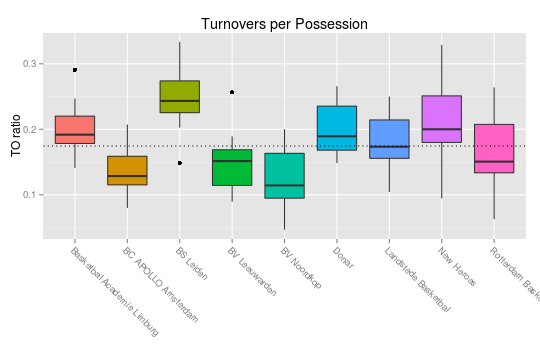 Turnovers per Possession
TO ratio
0.3
0.2
0.1
Basketbal Academie Limburg
BC APOLLO Amsterdam
BS Leiden
BV Leeuwarden
BV Noordkop
Donar
Landstede Basketbal
New Heroes
Rotterdam Bask